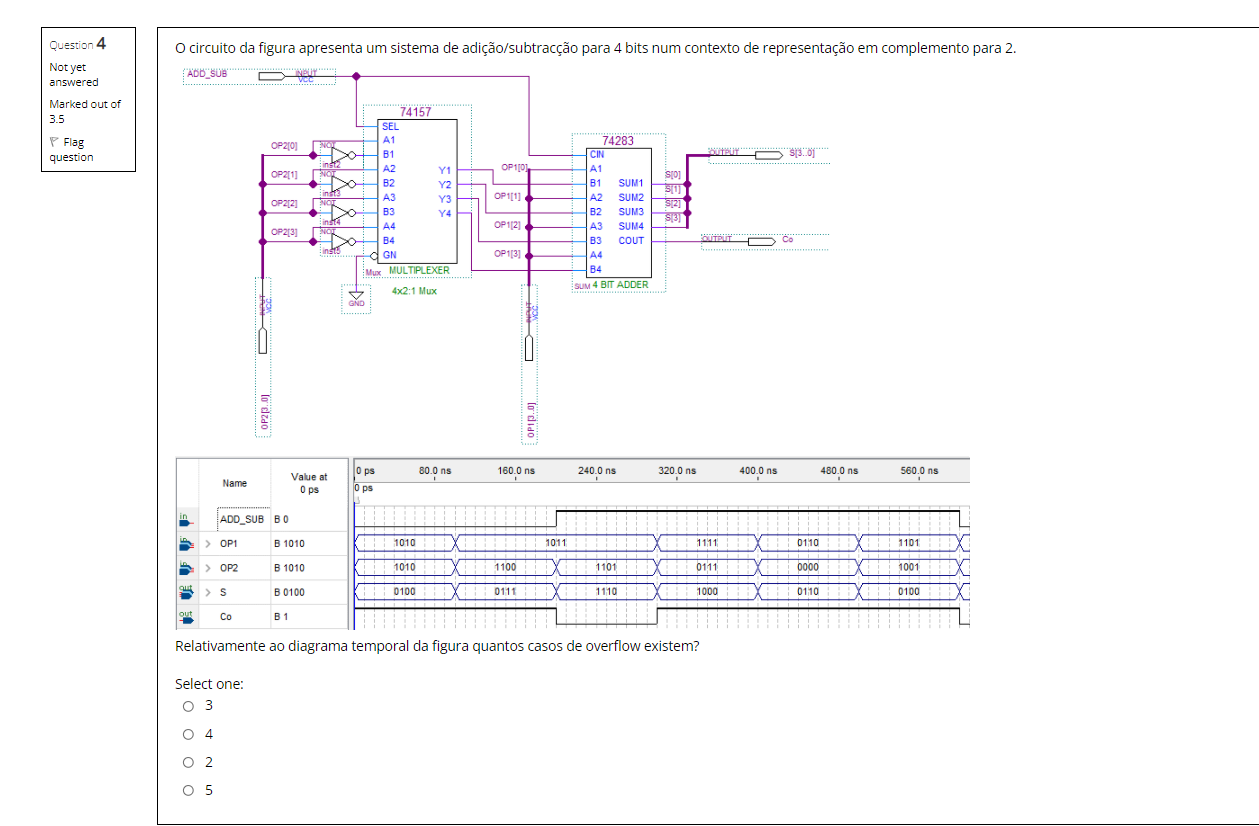 Question 4
Not yet
answered
Marked out of
3.5
Flag
question
O circuito da figura apresenta um sistema de adição/subtracção para 4 bits num contexto de representação em complemento para 2.
ADD_SUB
INPUT
VCC
74157
SEL
A1
B1
A2
B2
A3
B3
A4
B4
GN
Y1
Y2
Y3
Y4
Mux
MULTIPLEXER
4x2:1 Mux
OP2[0]
NOT
inst2
OP2[1]
NOT
inst3
OP2[2]
NOT
inst4
OP2[3]
NOT
inst5
GND
INPUT
VCC
OP2[3..0]
OP1[0]
OP1[1]
OP1[2]
OP1[3]
INPUT
VCC
OP1[3..0]
74283
CIN
A1
B1
A2
B2
A3
B3
A4
B4
SUM1
SUM2
SUM3
SUM4
COUT
SUM
4 BIT ADDER
S[0]
S[1]
S[2]
S[3]
OUTPUT
S[3..0]
OUTPUT
Co
Name
Value at
0 ps
0 ps
80.0 ns
160.0 ns
240.0 ns
320.0 ns
400.0 ns
480.0 ns
560.0 ns
0 ps
in
ADD_SUB
B 0
in
> OP1
B 1010
1010
1011
1111
0110
1101
in
> OP2
B 1010
1010
1100
1101
0111
0000
1001
out
> S
B 0100
0100
0111
1110
1000
0110
0100
out
Co
B 1
Relativamente ao diagrama temporal da figura quantos casos de overflow existem?
Select one:
3
4
2
5